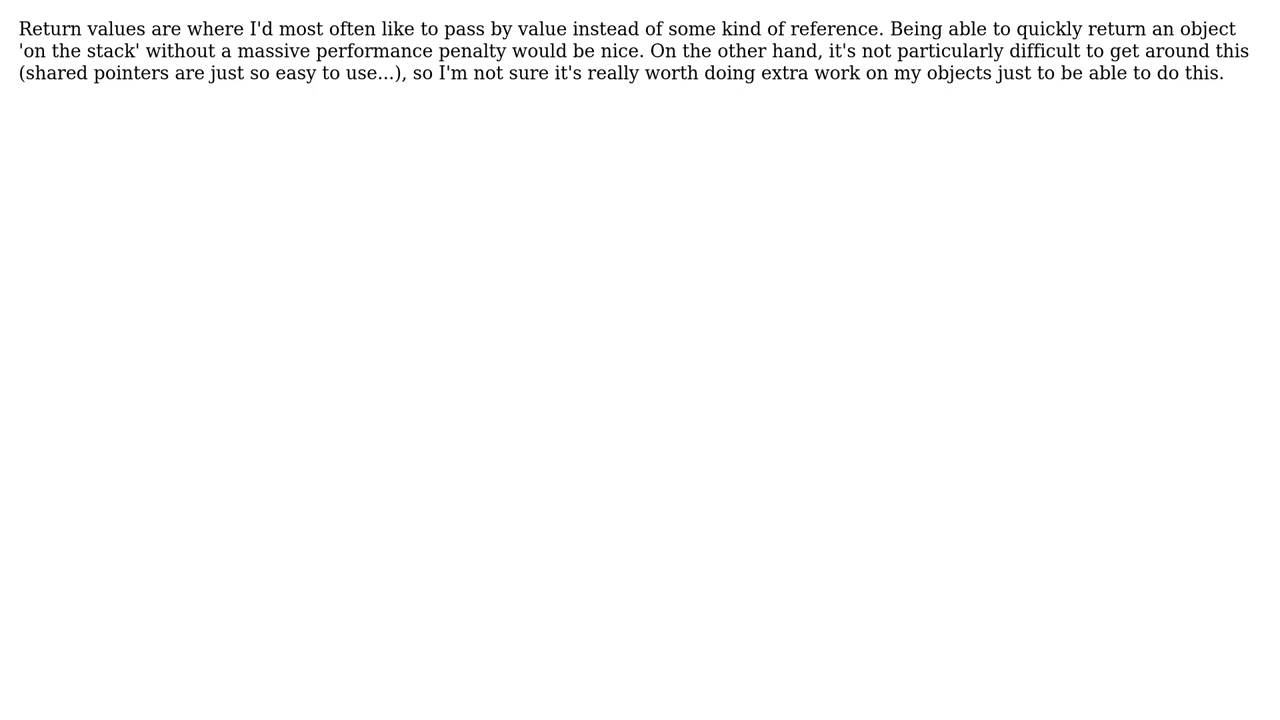 Return values are where I'd most often like to pass by value instead of some kind of reference. Being able to quickly return an object
'on the stack' without a massive performance penalty would be nice. On the other hand, it's not particularly difficult to get around this
(shared pointers are just so easy to use...), so I'm not sure it's really worth doing extra work on my objects just to be able to do this.